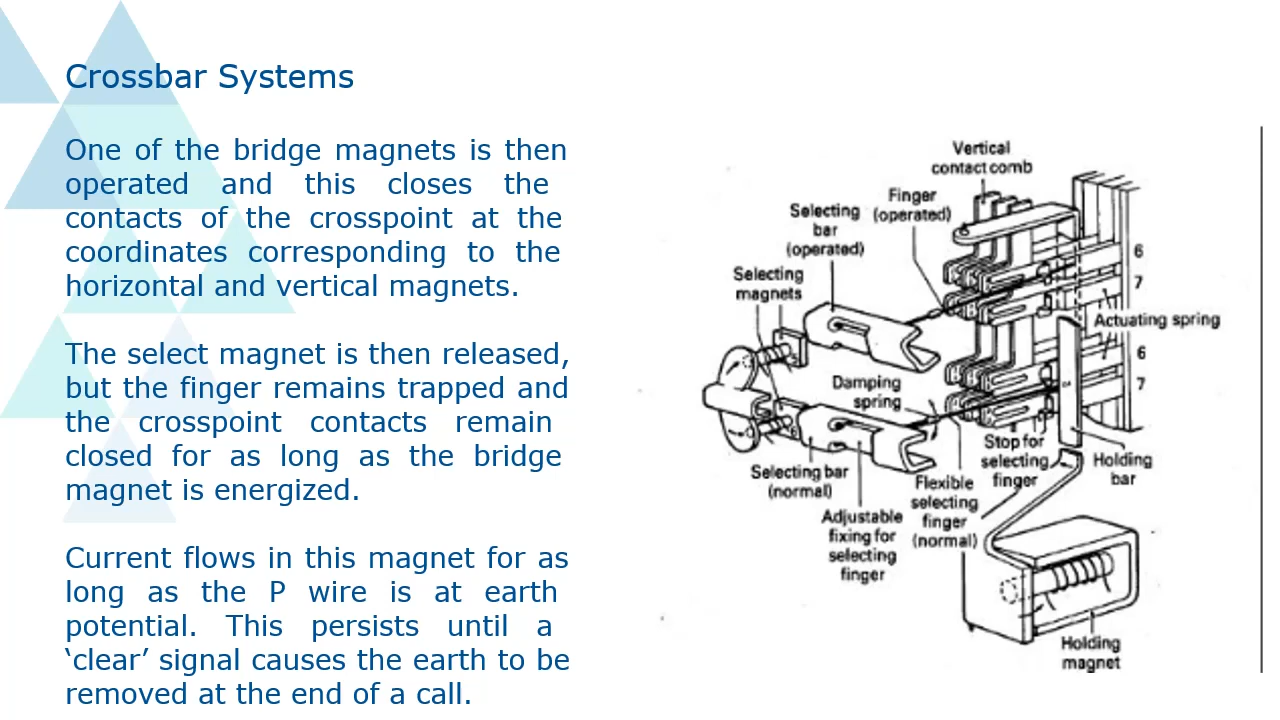 Crossbar Systems
One of the bridge magnets is then
operated and this closes the
contacts of the crosspoint at the
coordinates corresponding to the
horizontal and vertical magnets.
The select magnet is then released,
but the finger remains trapped and
the crosspoint contacts remain
closed for as long as the bridge
magnet is energized.
Current flows in this magnet for as
long as the P wire is at earth
potential. This persists until a
‘clear’ signal causes the earth to be
removed at the end of a call.
Vertical
contact comb
Finger
(operated)
Selecting
bar
(operated)
Selecting
magnets
6
7
Actuating spring
6
7
Damping
spring
Stop for
selecting
finger
Holding
bar
Selecting bar
(normal)
Flexible
selecting
finger
(normal)
Adjustable
fixing for
selecting
finger
Holding
magnet